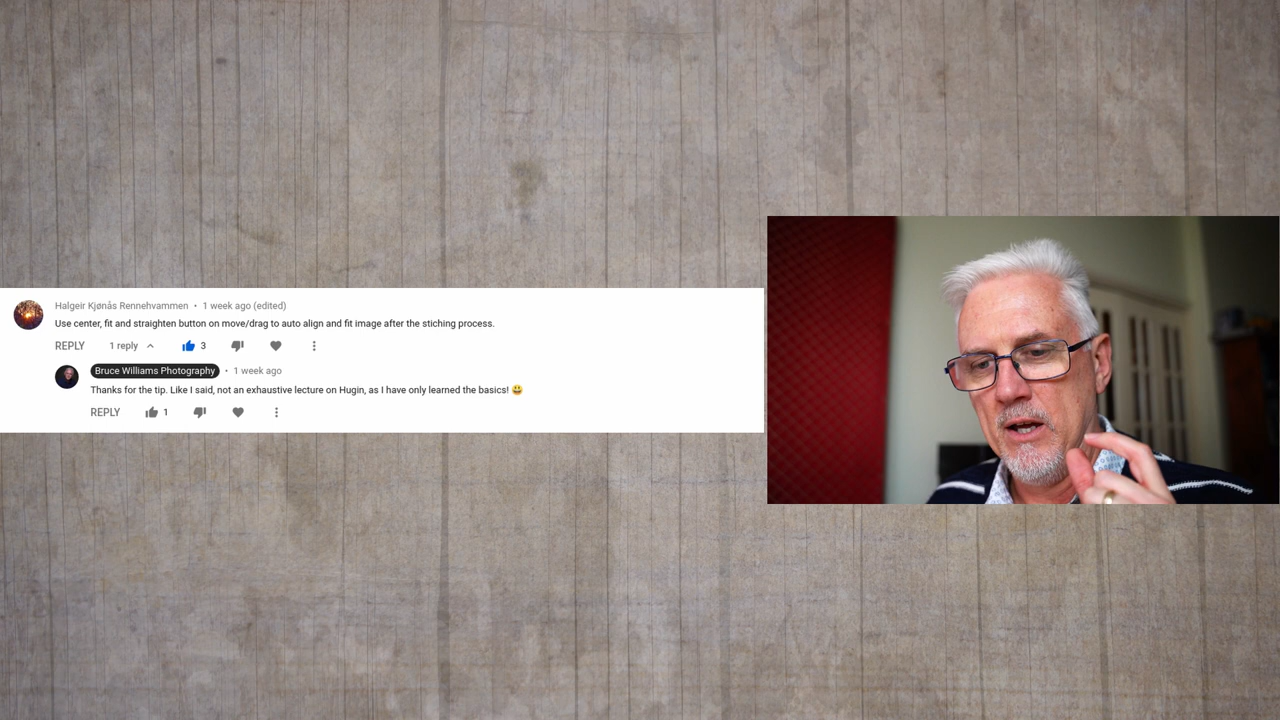 Halgeir Kjønås Rennehvammen • 1 week ago (edited)
Use center, fit and straighten button on move/drag to auto align and fit image after the stiching process.
REPLY 1 reply 3
Bruce Williams Photography • 1 week ago
Thanks for the tip. Like I said, not an exhaustive lecture on Hugin, as I have only learned the basics! 😃
REPLY 1